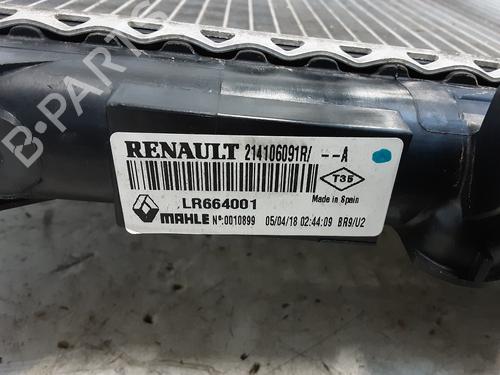 B-PARTS
RENAULT 214106091R/ --A
T35
Made in Spain
LR664001
MAHLE Nº:0010899 05/04/18 02:44:09 BR9/U2